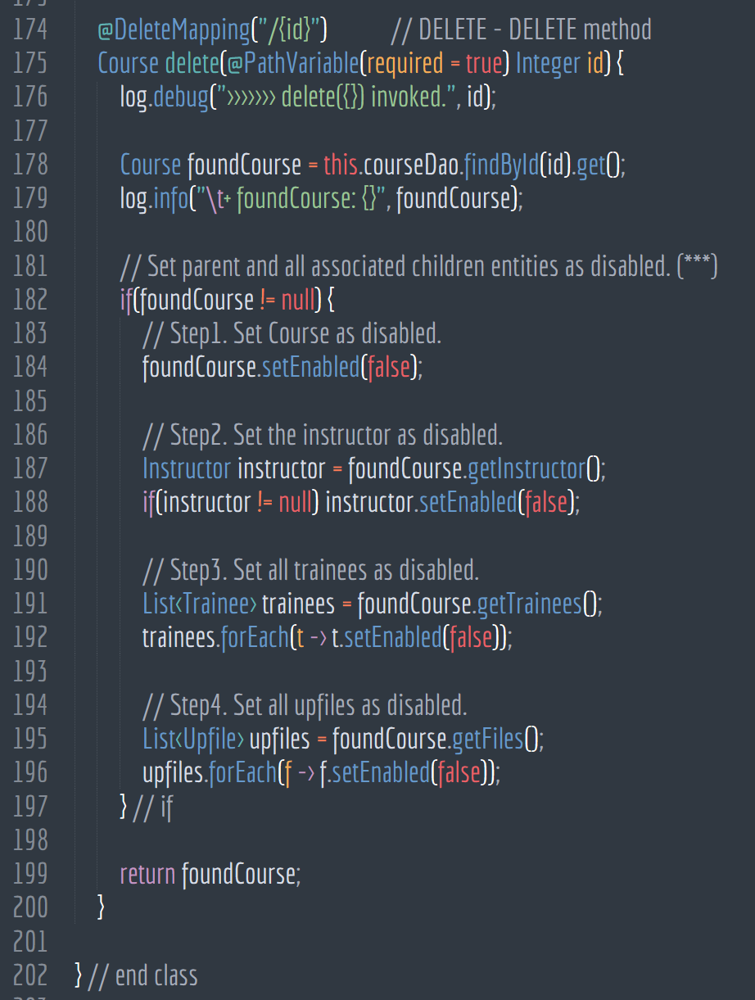 174 @DeleteMapping("/{id}") // DELETE - DELETE method
175 Course delete(@PathVariable(required = true) Integer id) {
176 log.debug(">>>>>>> delete({}) invoked.", id);
177
178 Course foundCourse = this.courseDao.findById(id).get();
179 log.info("\t+ foundCourse: {}", foundCourse);
180
181 // Set parent and all associated children entities as disabled. (***)
182 if(foundCourse != null) {
183 // Step1. Set Course as disabled.
184 foundCourse.setEnabled(false);
185
186 // Step2. Set the instructor as disabled.
187 Instructor instructor = foundCourse.getInstructor();
188 if(instructor != null) instructor.setEnabled(false);
189
190 // Step3. Set all trainees as disabled.
191 List<Trainee> trainees = foundCourse.getTrainees();
192 trainees.forEach(t -> t.setEnabled(false));
193
194 // Step4. Set all upfiles as disabled.
195 List<Upfile> upfiles = foundCourse.getFiles();
196 upfiles.forEach(f -> f.setEnabled(false));
197 } // if
198
199 return foundCourse;
200 }
201
202 } // end class